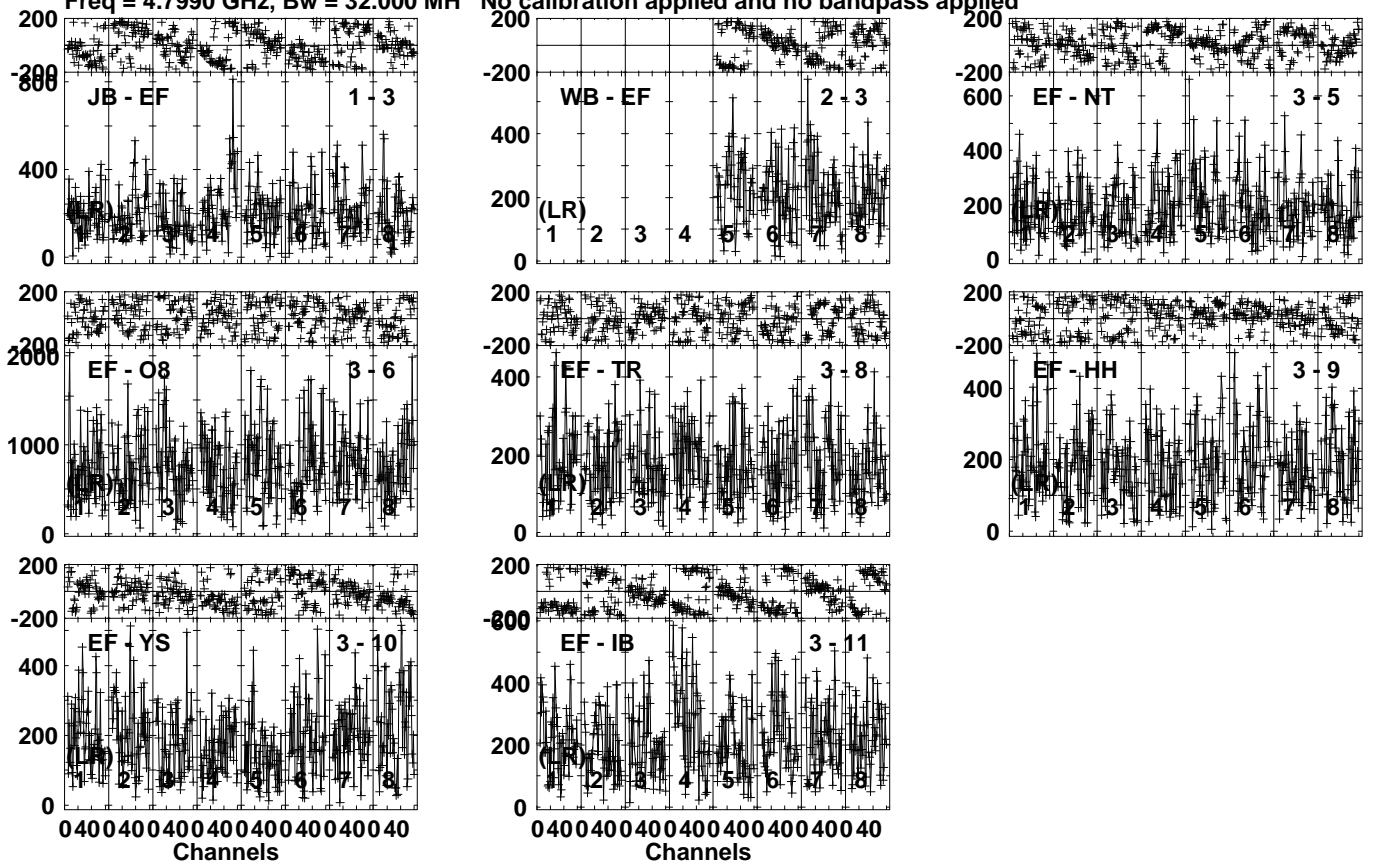 Freq = 4.7990 GHz, Bw = 32.000 MH No calibration applied and no bandpass applied
200
-200
800
400
0
JB - EF 1 - 3
(LR)
1 2 3 4 5 6 7 8
200
-200
400
200
0
WB - EF 2 - 3
(LR)
1 2 3 4 5 6 7 8
200
-200
600
400
200
0
EF - NT 3 - 5
(LR)
1 2 3 4 5 6 7 8
200
-200
2000
1000
0
EF - O8 3 - 6
(LR)
1 2 3 4 5 6 7 8
200
-200
400
200
0
EF - TR 3 - 8
(LR)
1 2 3 4 5 6 7 8
200
-200
400
200
0
EF - HH 3 - 9
(LR)
1 2 3 4 5 6 7 8
200
-200
400
200
0
EF - YS 3 - 10
(LR)
1 2 3 4 5 6 7 8
0 40 0 40 0 40 0 40 0 40 0 40 0 40 0 40
Channels
200
-200
600
400
200
0
EF - IB 3 - 11
(LR)
1 2 3 4 5 6 7 8
0 40 0 40 0 40 0 40 0 40 0 40 0 40 0 40
Channels